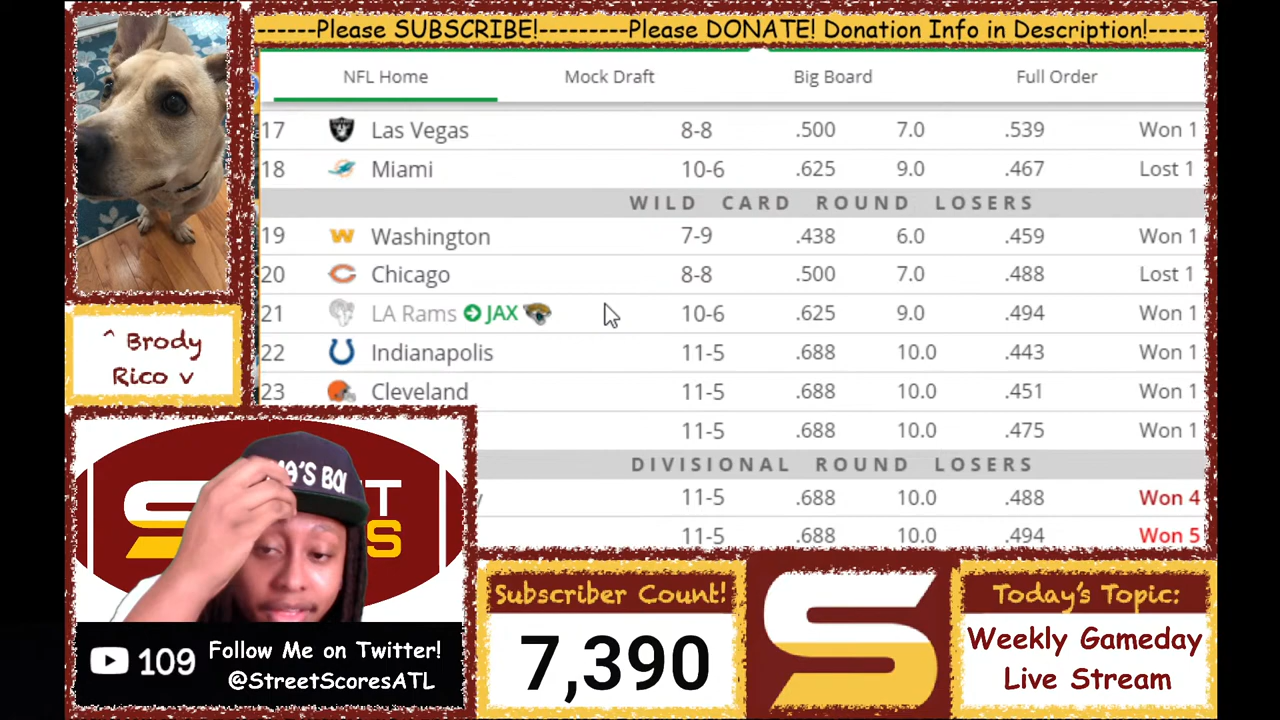 ------Please SUBSCRIBE!---------Please DONATE! Donation Info in Description!------
NFL Home Mock Draft Big Board Full Order
17 Las Vegas 8-8 .500 7.0 .539 Won 1
18 Miami 10-6 .625 9.0 .467 Lost 1
WILD CARD ROUND LOSERS
19 Washington 7-9 .438 6.0 .459 Won 1
20 Chicago 8-8 .500 7.0 .488 Lost 1
21 LA Rams JAX 10-6 .625 9.0 .494 Won 1
22 Indianapolis 11-5 .688 10.0 .443 Won 1
23 Cleveland 11-5 .688 10.0 .451 Won 1
11-5 .688 10.0 .475 Won 1
DIVISIONAL ROUND LOSERS
11-5 .688 10.0 .488 Won 4
11-5 .688 10.0 .494 Won 5
^ Brody
Rico v
109
Follow Me on Twitter!
@StreetScoresATL
Subscriber Count!
7,390
Today's Topic:
Weekly Gameday
Live Stream